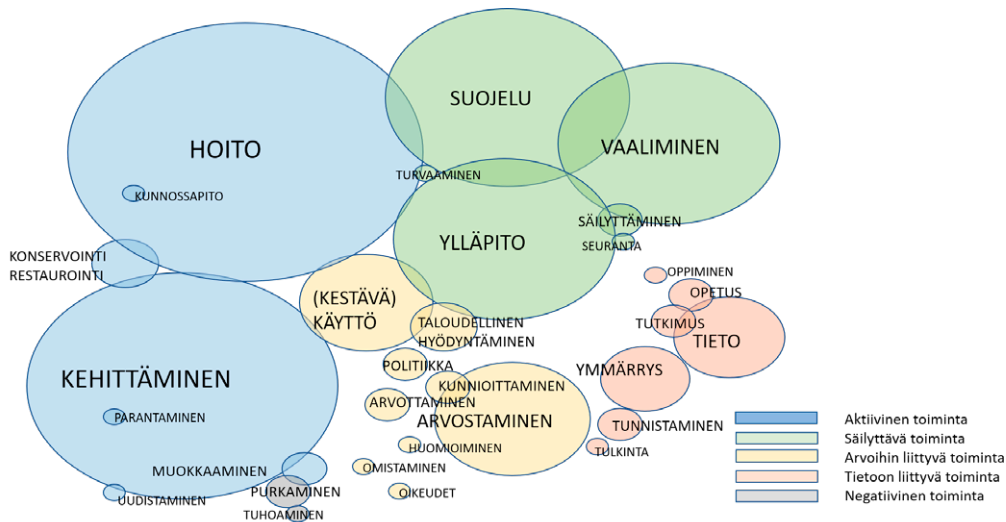 SUOJELU
HOITO
VAALIMINEN
TURVAAMINEN
KUNNOSSAPITO
SÄILYTTÄMINEN
YLLÄPITO
SEURANTA
KONSERVOINTI
RESTAUROINTI
OPPIMINEN
OPETUS
(KESTÄVÄ)
KÄYTTÖ
TALOUDELLINEN
HYÖDYNTÄMINEN
TUTKIMUS
TIETO
POLITIIKKA
YMMÄRRYS
KEHITTÄMINEN
KUNNIOITTAMINEN
ARVOTTAMINEN
PARANTAMINEN
ARVOSTAMINEN
TUNNISTAMINEN
HUOMIOIMINEN
TULKINTA
MUOKKAAMINEN
OMISTAMINEN
PURKAMINEN
OIKEUDET
UUDISTAMINEN
TUHOAMINEN
Aktiivinen toiminta
Säilyttävä toiminta
Arvoihin liittyvä toiminta
Tietoon liittyvä toiminta
Negatiivinen toiminta